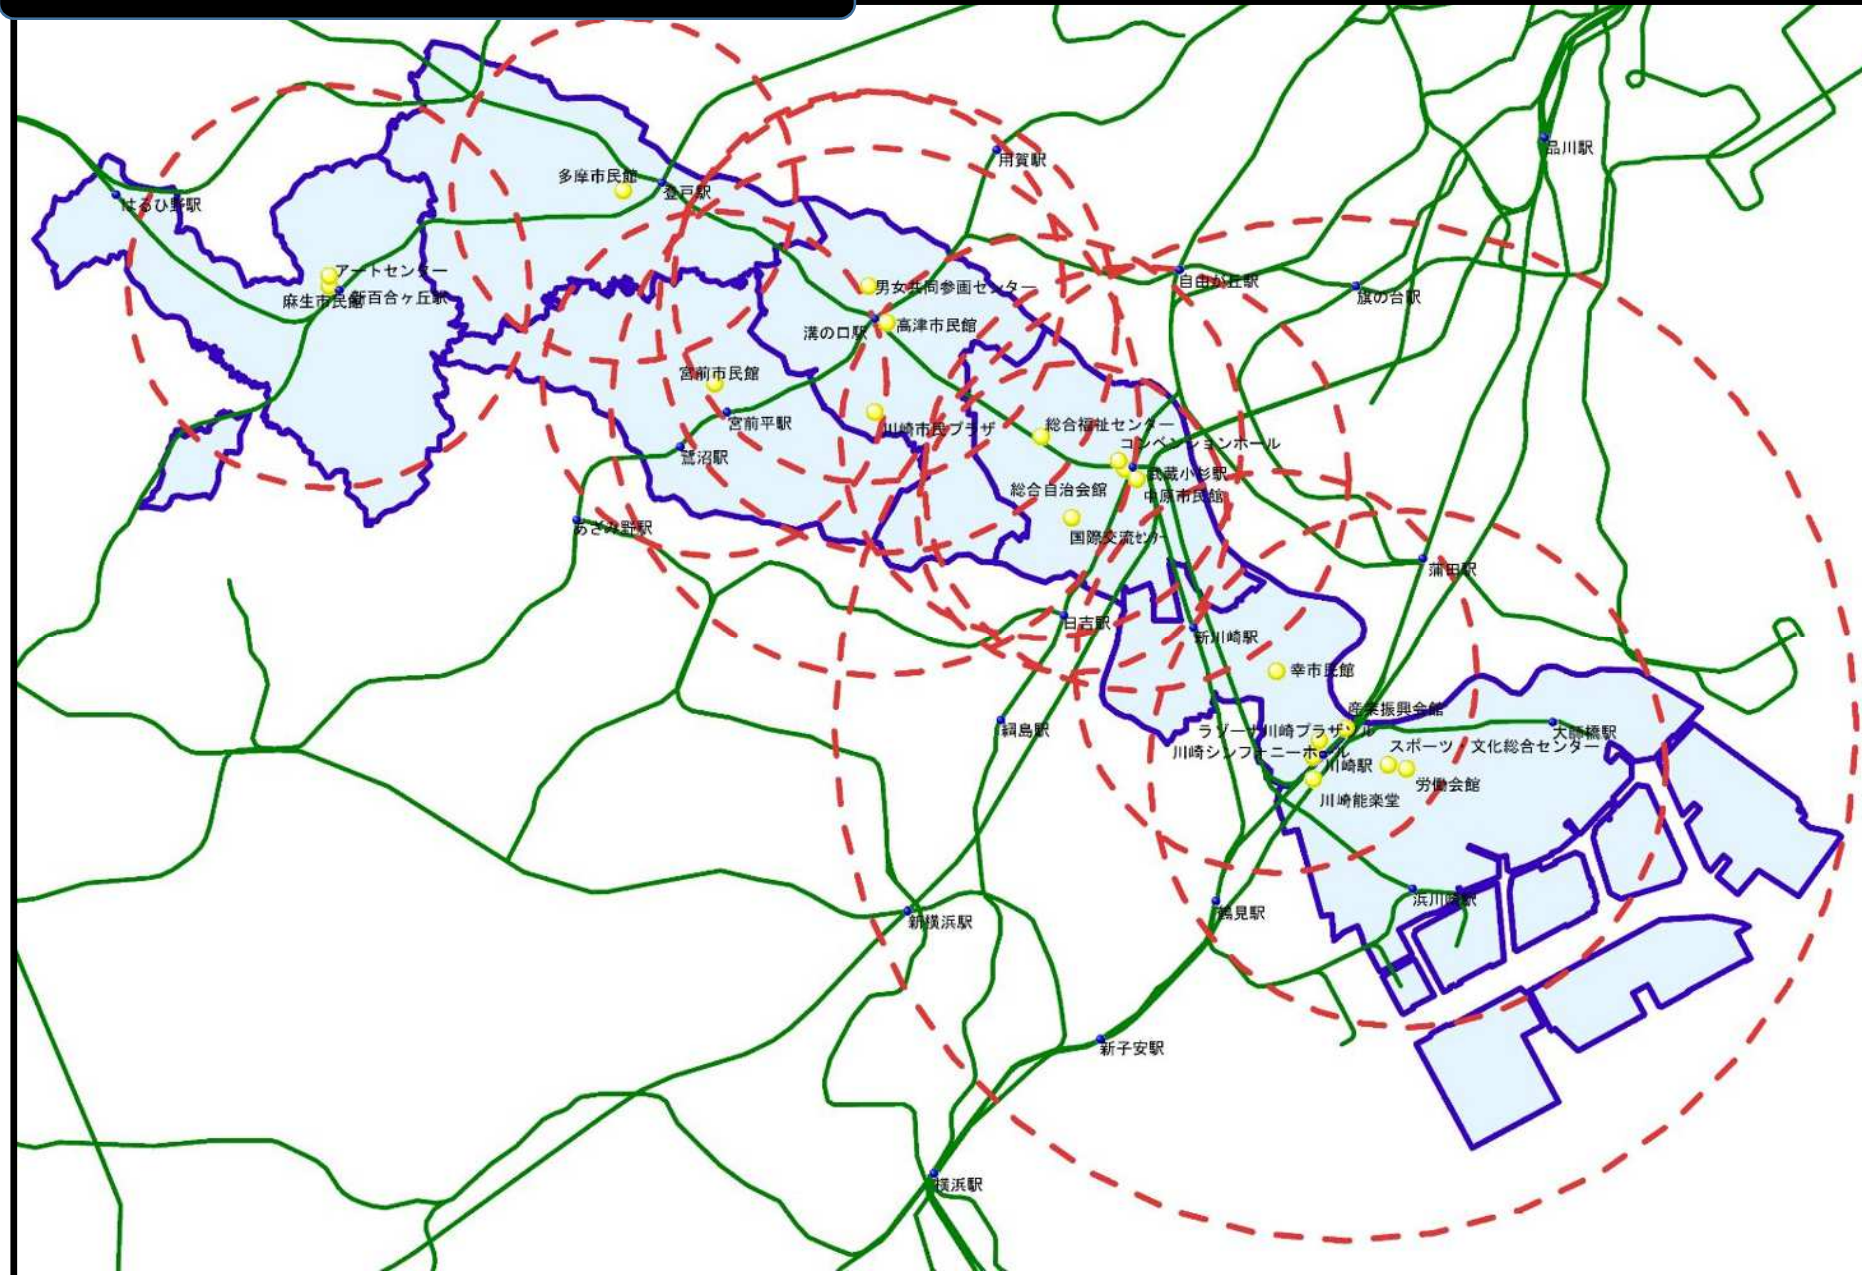 品川駅
用賀駅
多摩市民館
登戸駅
はるひ野駅
アートセンター
麻生市民館
新百合ヶ丘駅
男女共同参画センター
自由が丘駅
旗の台駅
高津市民館
溝の口駅
宮前市民館
宮前平駅
川崎市民プラザ
総合福祉センター
コンベンションホール
鷺沼駅
武蔵小杉駅
総合自治会館
中原市民館
あざみ野駅
国際交流センター
蒲田駅
日吉駅
新川崎駅
幸市民館
産業振興会館
綱島駅
ラゾーナ川崎プラザソル
大師橋駅
川崎シンフォニーホール
スポーツ・文化総合センター
川崎駅
労働会館
川崎能楽堂
浜川崎駅
鶴見駅
新横浜駅
新子安駅
横浜駅